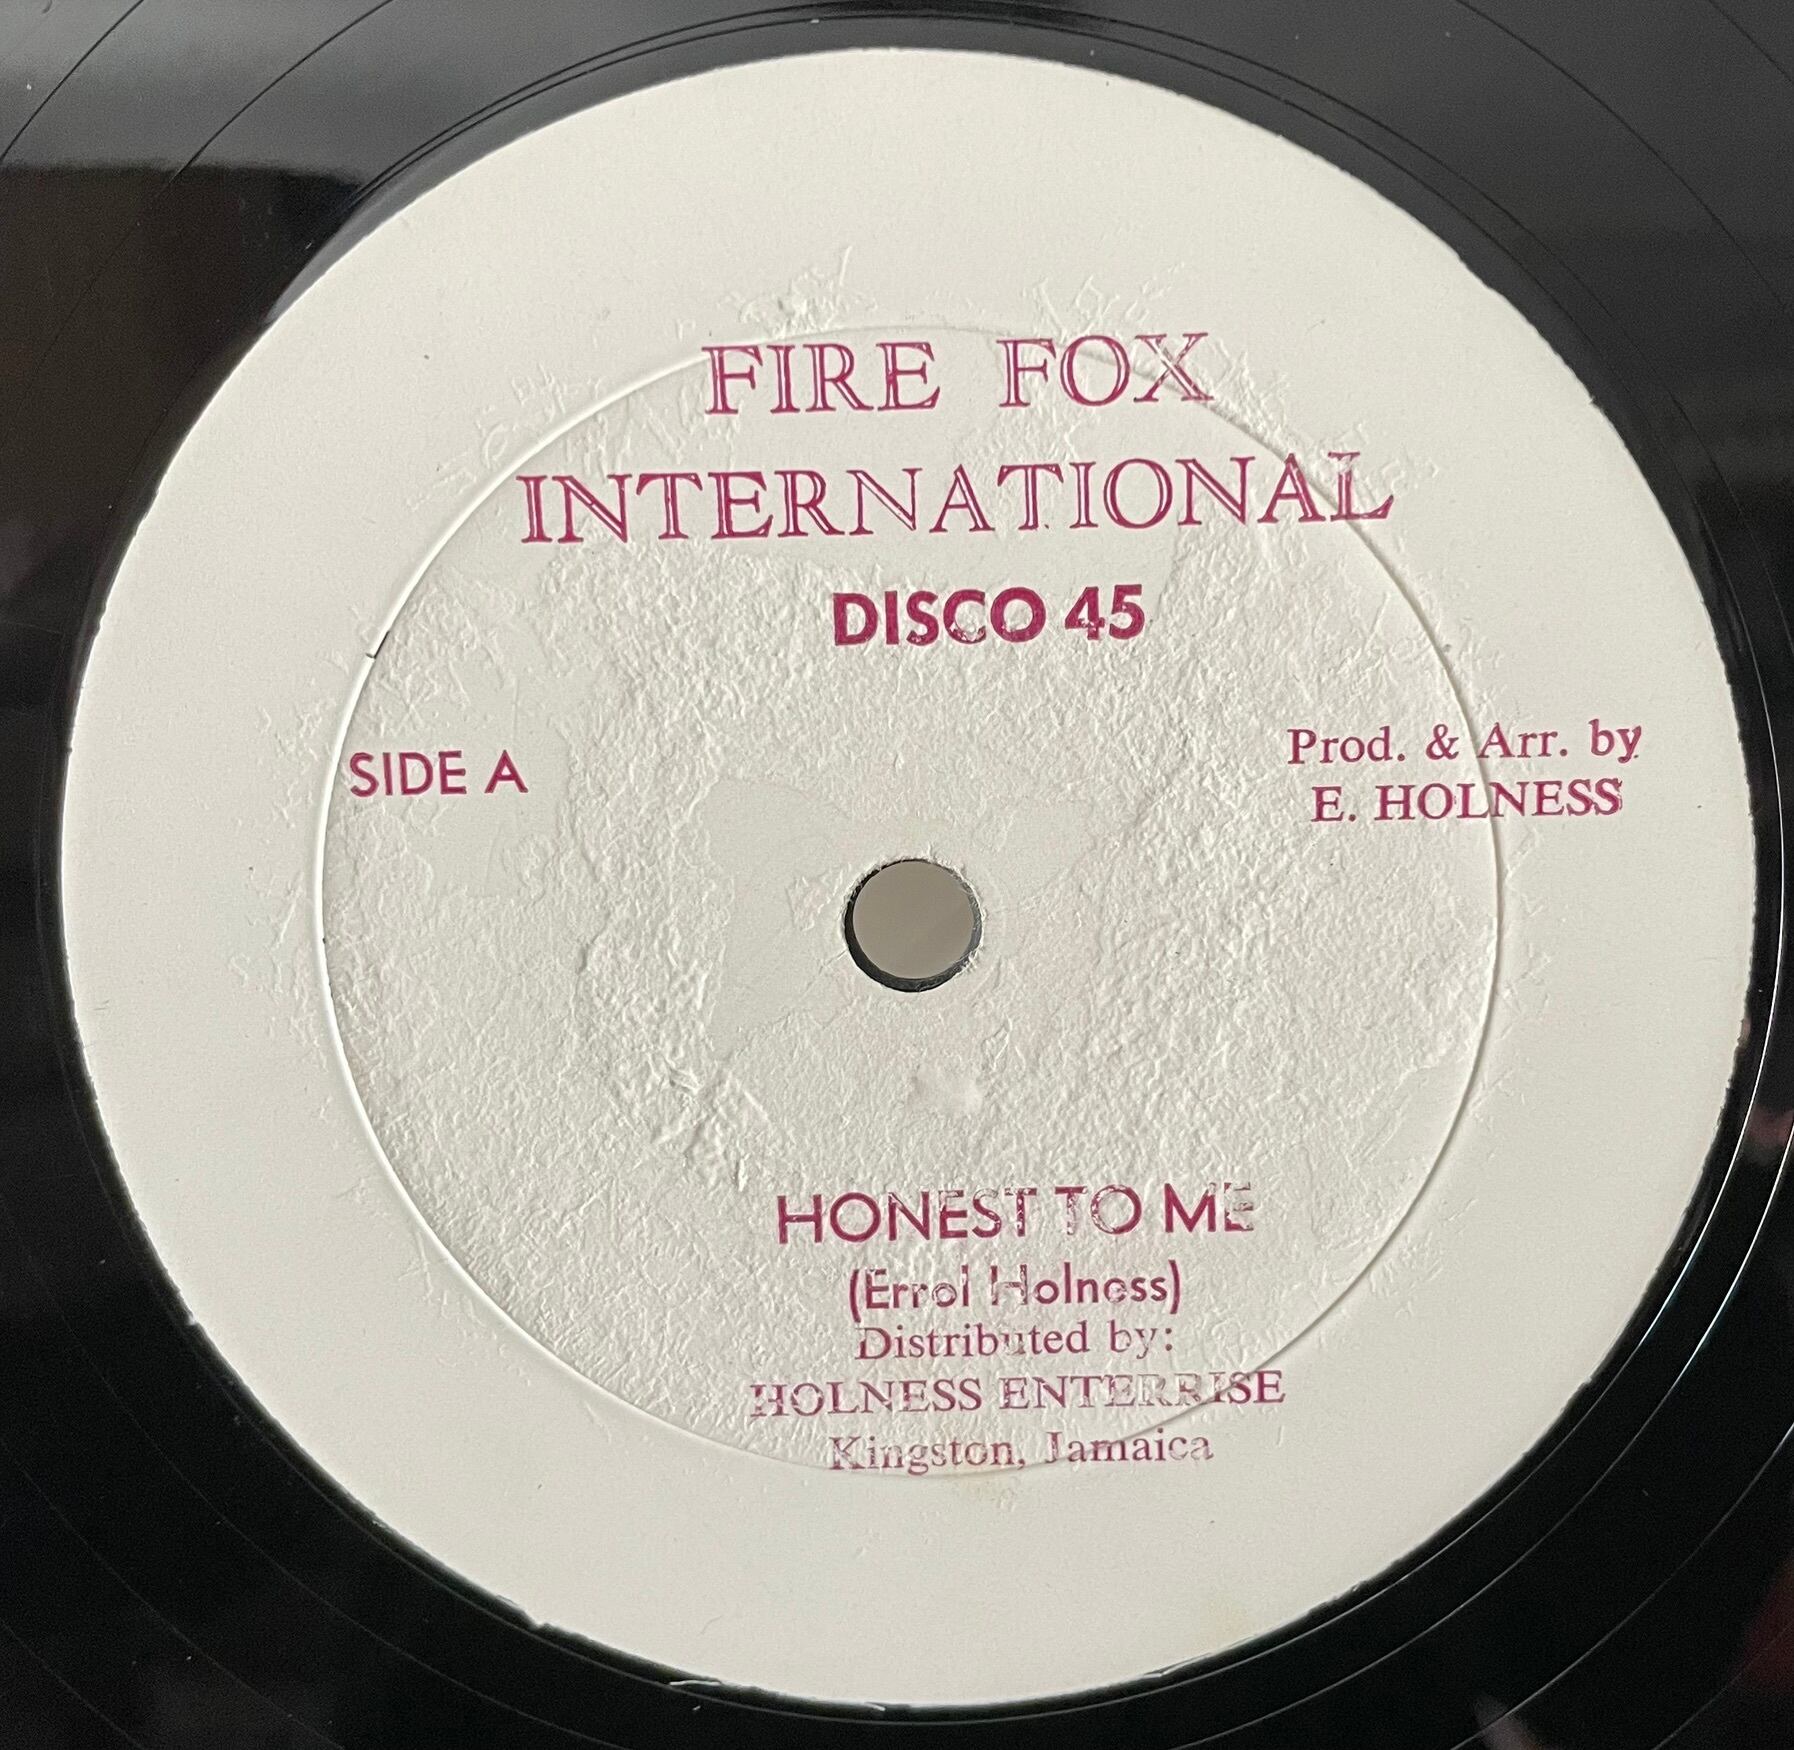 FIRE FOX
INTERNATIONAL
DISCO 45
SIDE A
Prod. & Arr. by
E. HOLNESS
HONEST TO ME
(Errol Holness)
Distributed by:
HOLNESS ENTERRISE
Kingston, Jamaica